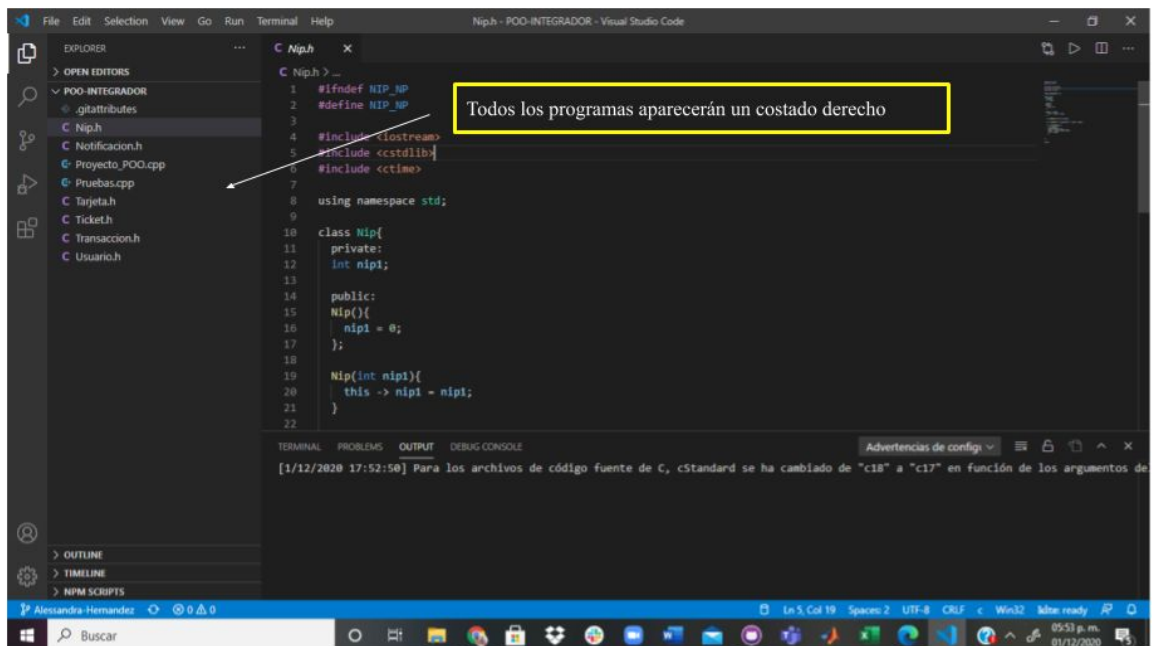 File Edit Selection View Go Run Terminal Help
Nip.h - POO-INTEGRADOR - Visual Studio Code
EXPLORER
OPEN EDITORS
POO-INTEGRADOR
.gitattributes
C Nip.h
C Notificacion.h
Proyecto_POO.cpp
Pruebas.cpp
C Tarjeta.h
C Ticket.h
C Transaccion.h
C Usuario.h
OUTLINE
TIMELINE
NPM SCRIPTS
C Nip.h
C Nip.h > ...
Todos los programas aparecerán un costado derecho
1 #ifndef NIP_NP
2 #define NIP_NP
3
4 #include <iostream>
5 #include <cstdlib>
6 #include <ctime>
7
8 using namespace std;
9
10 class Nip{
11 private:
12 int nip1;
13
14 public:
15 Nip(){
16 nip1 = 0;
17 };
18
19 Nip(int nip1){
20 this -> nip1 = nip1;
21 }
22
TERMINAL PROBLEMS OUTPUT DEBUG CONSOLE
Advertencias de config
[1/12/2020 17:52:50] Para los archivos de código fuente de C, cStandard se ha cambiado de "c18" a "c17" en función de los argumentos de
Alessandra-Hernandez 0 0
Ln 5, Col 19 Spaces: 2 UTF-8 CRLF c Win32 ready
Buscar
05:53 p. m.
01/12/2020